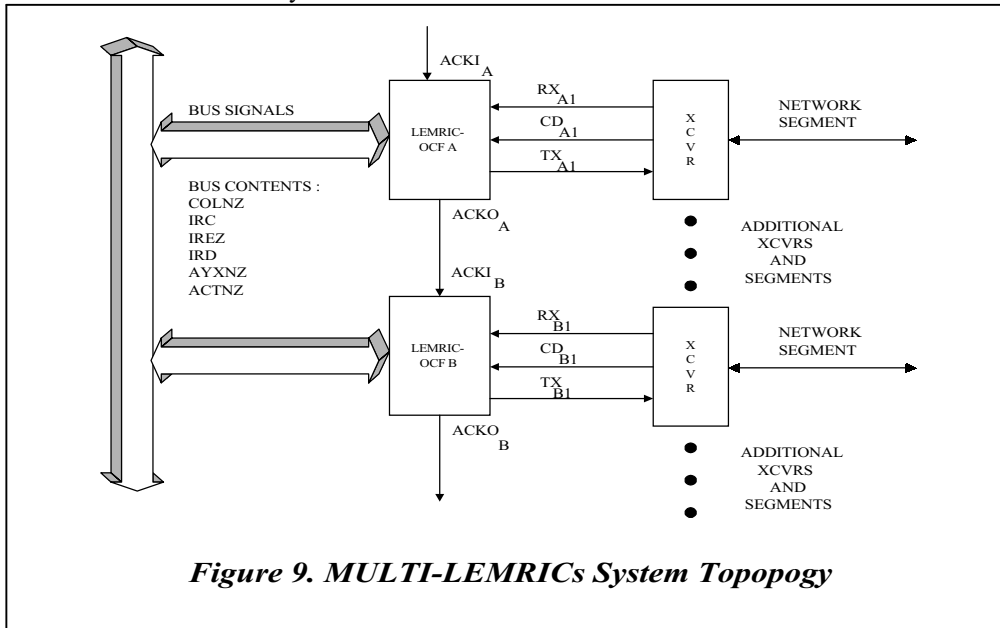 ACKI
A
BUS SIGNALS
LEMRIC-
OCF A
RX
A1
CD
A1
TX
A1
X
C
V
R
NETWORK
SEGMENT
BUS CONTENTS :
COLNZ
IRC
IREZ
IRD
AYXNZ
ACTNZ
ACKO
A
ADDITIONAL
XCVRS
AND
SEGMENTS
ACKI
B
LEMRIC-
OCF B
RX
B1
CD
B1
TX
B1
X
C
V
R
NETWORK
SEGMENT
ACKO
B
ADDITIONAL
XCVRS
AND
SEGMENTS
Figure 9. MULTI-LEMRICs System Topopogy